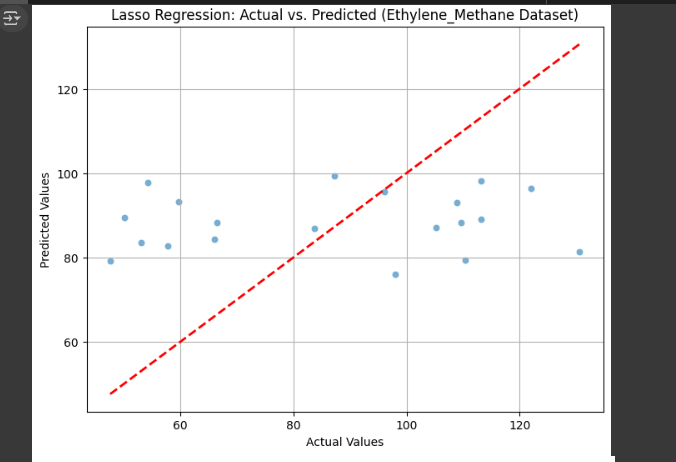 Lasso Regression: Actual vs. Predicted (Ethylene_Methane Dataset)
120
100
80
60
Predicted Values
60 80 100 120
Actual Values